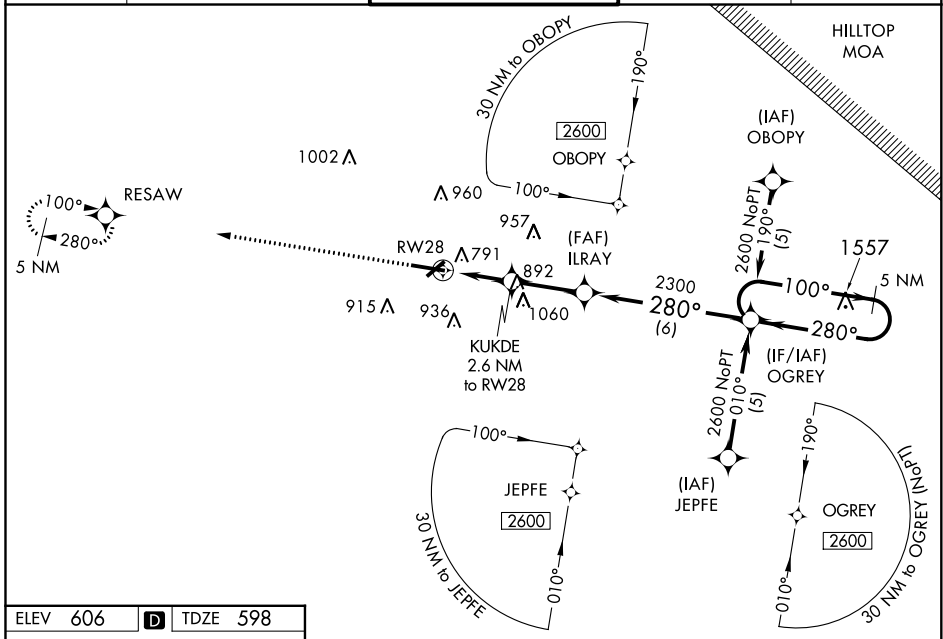 HILLTOP
MOA
30 NM to OBOPY
190°
2600
OBOPY
100°
(IAF)
OBOPY
1002
960
957
100°
RESAW
280°
5 NM
RW28
791
892
(FAF)
ILRAY
2300
280°
(6)
2600 NoPT
190°
(5)
1557
100°
5 NM
280°
(IF/IAF)
OGREY
915
936
1060
KUKDE
2.6 NM
to RW28
2600 NoPT
010°
(5)
(IAF)
JEPFE
100°
JEPFE
2600
010°
30 NM to JEPFE
190°
OGREY
2600
010°
30 NM to OGREY (NoPT)
ELEV 606 D TDZE 598